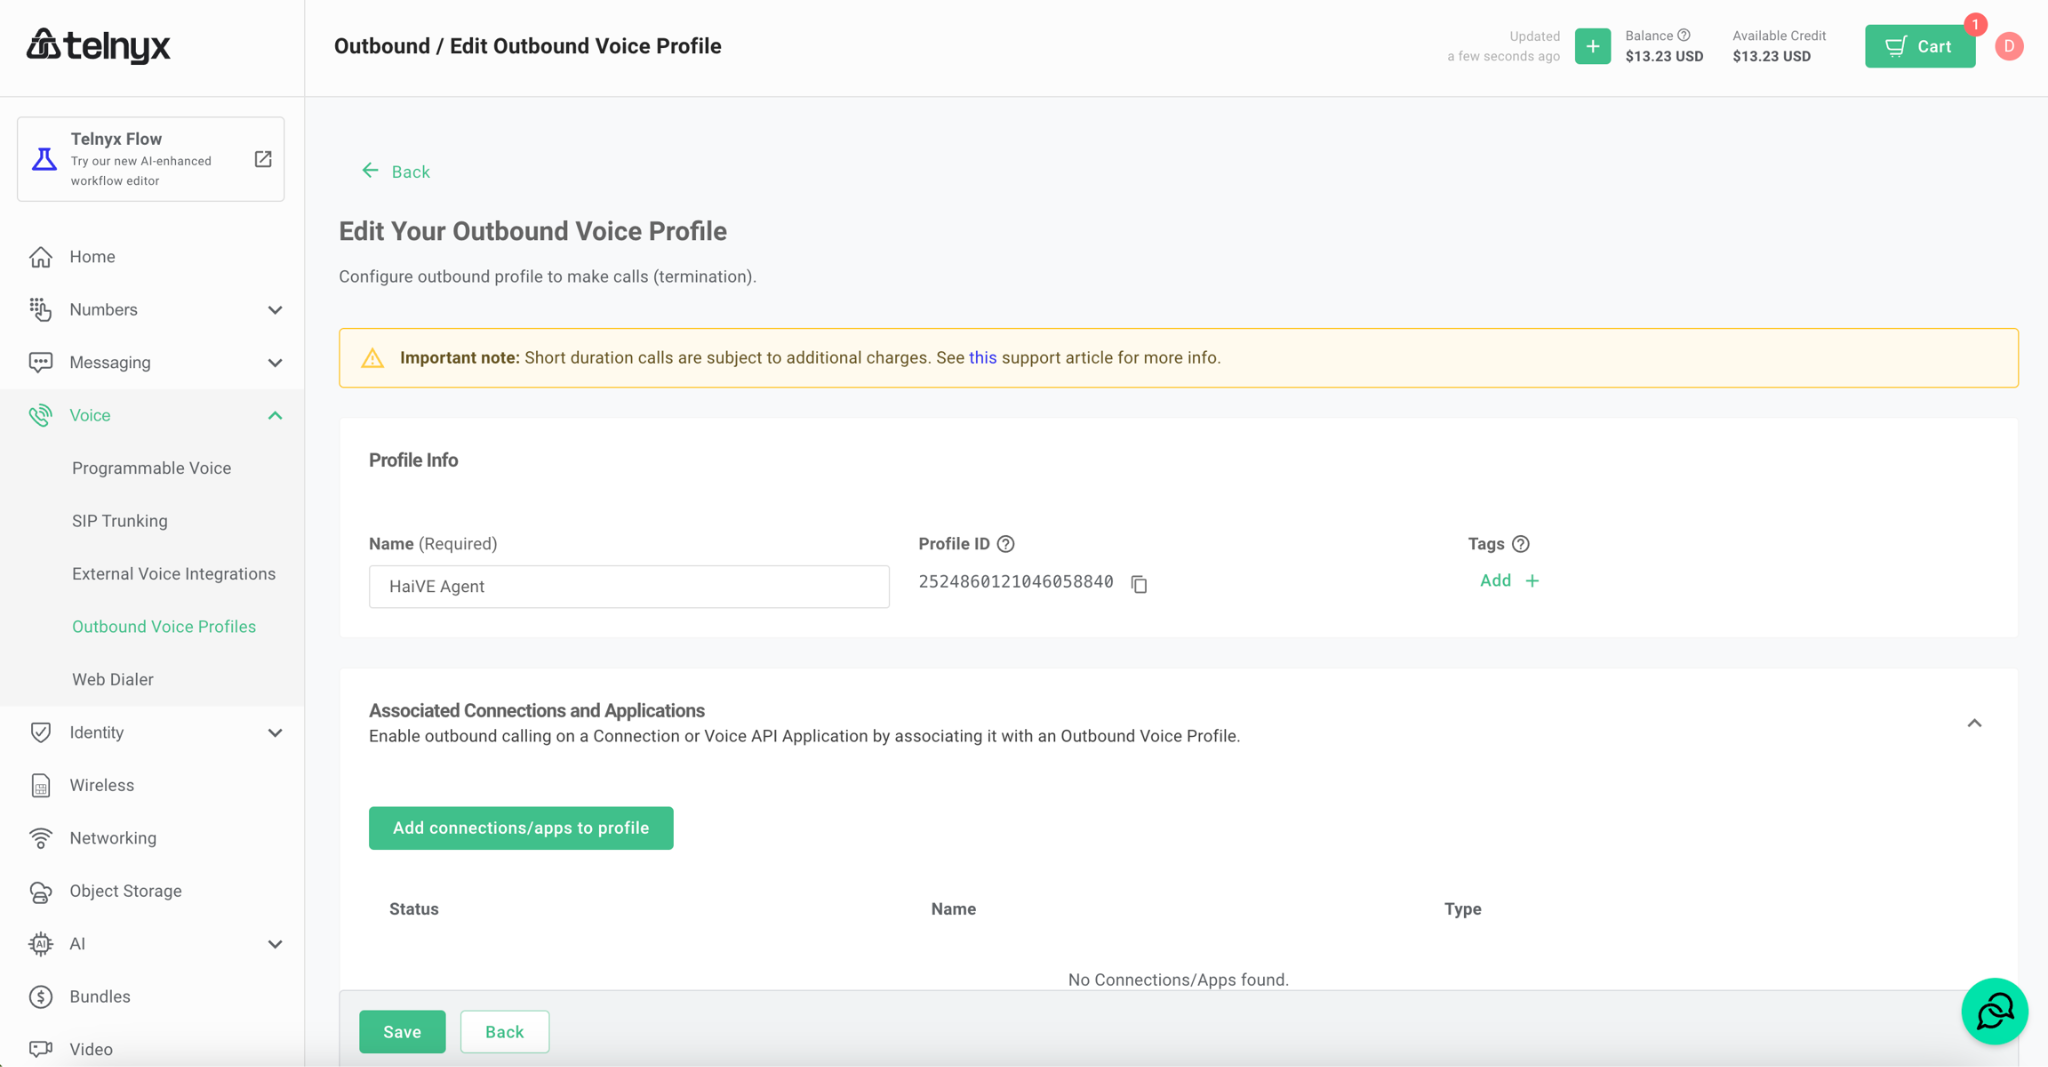 telnyx
Outbound / Edit Outbound Voice Profile
Updated
a few seconds ago
Balance
$13.23 USD
Available Credit
$13.23 USD
Cart
1
D
Telnyx Flow
Try our new AI-enhanced
workflow editor
Home
Numbers
Messaging
Voice
Programmable Voice
SIP Trunking
External Voice Integrations
Outbound Voice Profiles
Web Dialer
Identity
Wireless
Networking
Object Storage
AI
AI
Bundles
Video
Back
Edit Your Outbound Voice Profile
Configure outbound profile to make calls (termination).
Important note: Short duration calls are subject to additional charges. See this support article for more info.
Profile Info
Name (Required)
HaiVE Agent
Profile ID
2524860121046058840
Tags
Add +
Associated Connections and Applications
Enable outbound calling on a Connection or Voice API Application by associating it with an Outbound Voice Profile.
Add connections/apps to profile
Status Name Type
No Connections/Apps found.
Save
Back